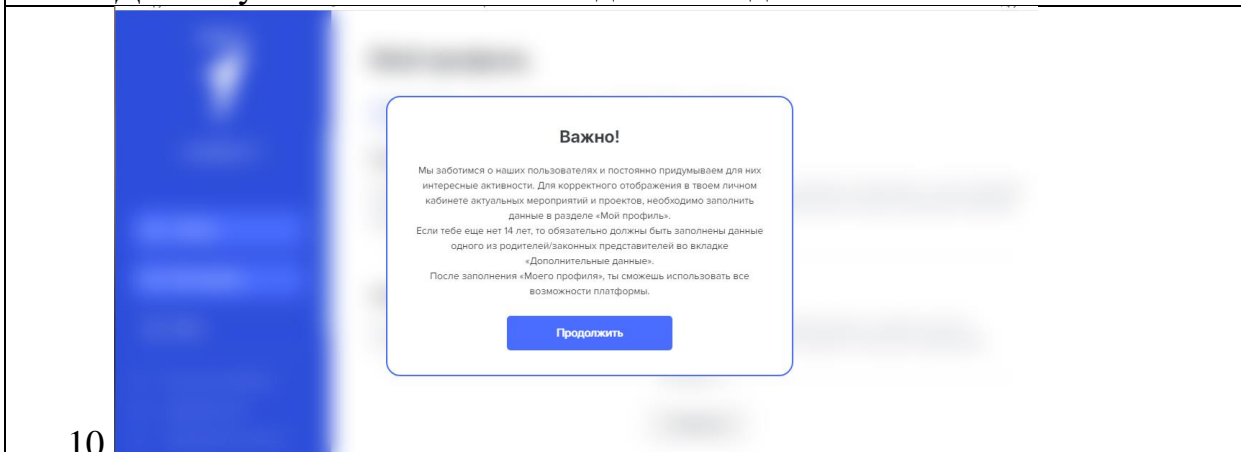 Важно!
Мы заботимся о наших пользователях и постоянно придумываем для них
интересные активности. Для корректного отображения в твоем личном
кабинете актуальных мероприятий и проектов, необходимо заполнить
данные в разделе «Мой профиль».
Если тебе еще нет 14 лет, то обязательно должны быть заполнены данные
одного из родителей/законных представителей во вкладке
«Дополнительные данные».
После заполнения «Моего профиля», ты сможешь использовать все
возможности платформы.
Продолжить
10